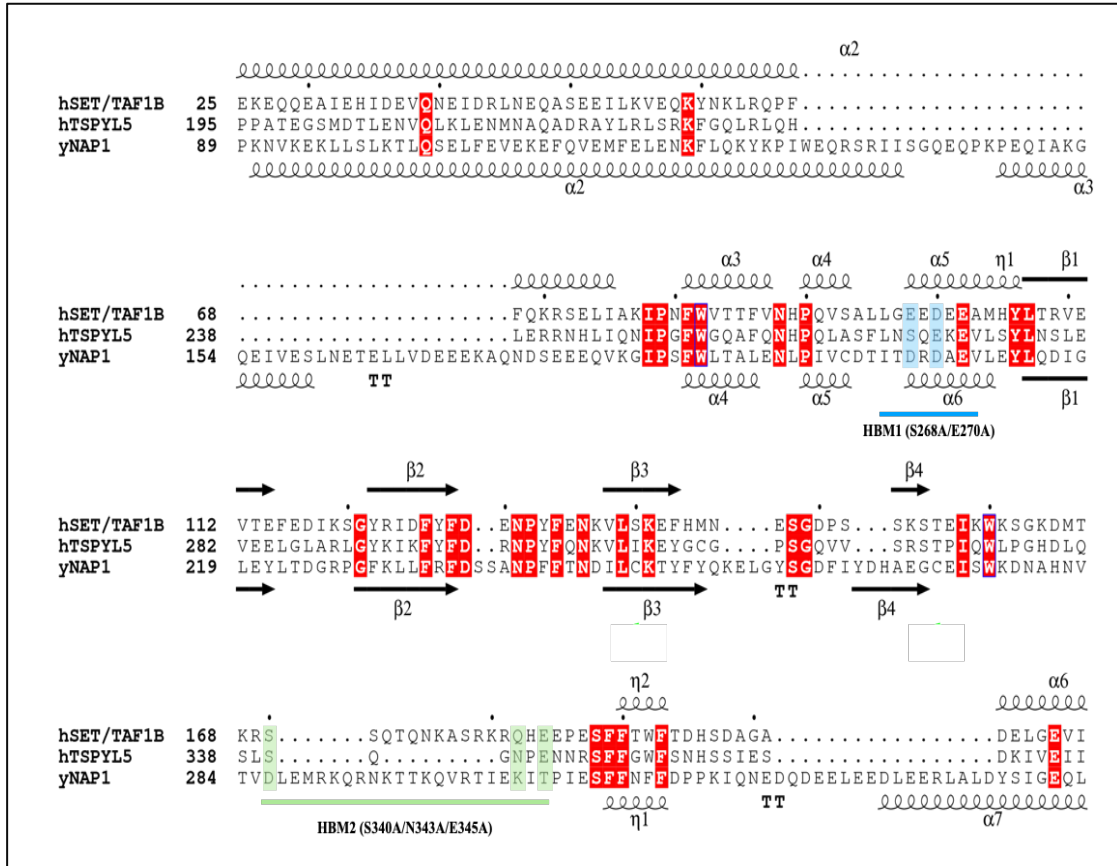 α2
hSET/TAF1B 25 EKEQQEAIEHIDEVQNEIDRLNEQASEEILKVEQKYNKLRQPF......................
hTSPYL5 195 PPATEGSMDTLENVQLKLENMNAQADRAYLRLSRKFGQLRLQH......................
yNAP1 89 PKNVKEKLLSLKTLQSELFEVEKEFQVEMFELENKFLQKYKPIWEQRSRIISGQEQPKPEQIAKG
α2 α3
α3 α4 α5 η1 β1
hSET/TAF1B 68 .....................FQKRSELIAKIPNFWVTTFVNHPQVSALLGEEDEEAMHYLTRVE
hTSPYL5 238 .....................LERRNHLIQNIPGFWGQAFQNHPQLASFLNSQEKEVLSYLNSLE
yNAP1 154 QEIVESLNETELLVDEEEKAQNDSEEEQVKGIPSFWLTALENLPIVCDTITDRDAEVLEYLQDIG
TT α4 α5 α6 β1
HBM1 (S268A/E270A)
β2 β3 β4
hSET/TAF1B 112 VTEFEDIKSGYRIDFYFD..ENPYFENKVLSKEFHMN....ESGDPS...SKSTEIKWKSGKDMT
hTSPYL5 282 VEELGLARLGYKIKFYFD..RNPYFQNKVLIKEYGCG....PSGQVV...SRSTPIQWLPGHDLQ
yNAP1 219 LEYLTDGRPGFKLLFRFDSSANPFFTNDILCKTYFYQKELGYSGDFIYDHAEGCEISWKDNAHNV
β2 β3 TT β4
η2 α6
hSET/TAF1B 168 KRS.......SQTQNKASRKRQHEEPESFFTWFTDHSDAGA.................DELGEVI
hTSPYL5 338 SLS.......Q.........GNPENNRSFFGWFSNHSSIES.................DKIVEII
yNAP1 284 TVDLEMRKQRNKTTKQVRTIEKITPIESFFNFFDPPKIQNEDQDEELEEDLEERLALDYSIGEQL
η1 TT α7
HBM2 (S340A/N343A/E345A)